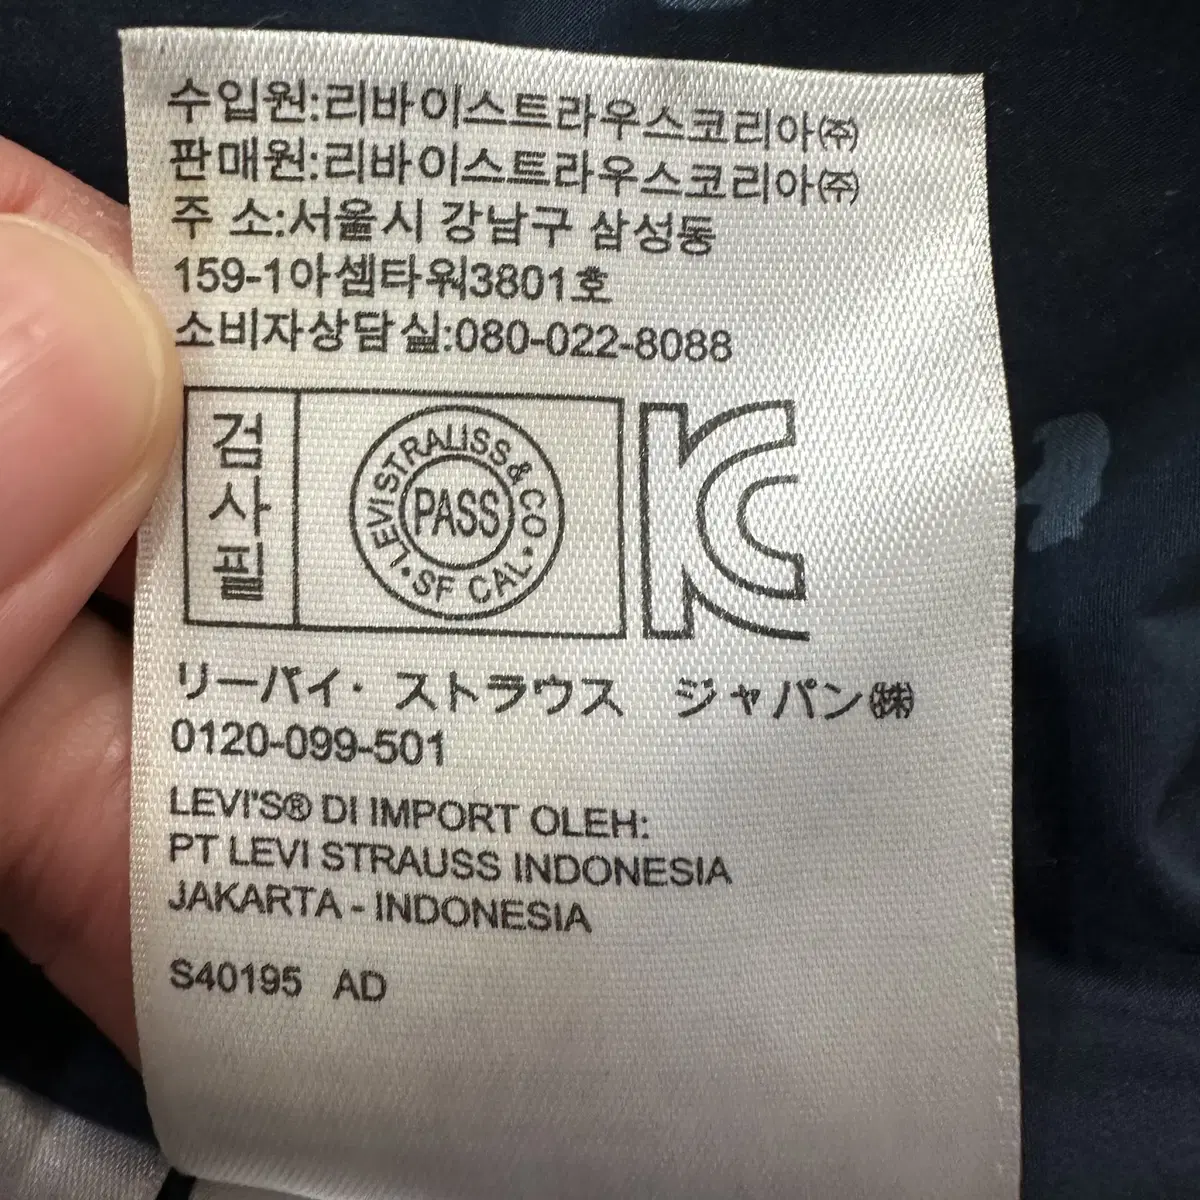 수입원:리바이스트라우스코리아㈜
판매원:리바이스트라우스코리아㈜
주 소:서울시 강남구 삼성동
159-1아셈타워3801호
소비자상담실:080-022-8088
검사필
LEVI STRAUSS & CO
PASS
SF CAL
KC
リーバイ・ストラウス ジャパン㈱
0120-099-501
LEVI'S® DI IMPORT OLEH:
PT LEVI STRAUSS INDONESIA
JAKARTA - INDONESIA
S40195 AD